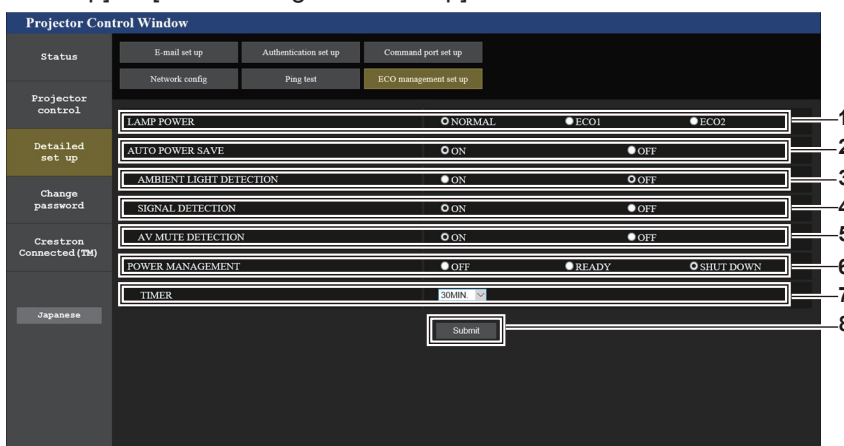 Projector Control Window
Status
E-mail set up
Authentication set up
Command port set up
Network config
Ping test
ECO management set up
Projector
control
Detailed
set up
Change
password
Crestron
Connected(TM)
Japanese
LAMP POWER NORMAL ECO1 ECO2 1
AUTO POWER SAVE ON OFF 2
AMBIENT LIGHT DETECTION ON OFF 3
SIGNAL DETECTION ON OFF 4
AV MUTE DETECTION ON OFF 5
POWER MANAGEMENT OFF READY SHUT DOWN 6
TIMER 30MIN. 7
Submit 8